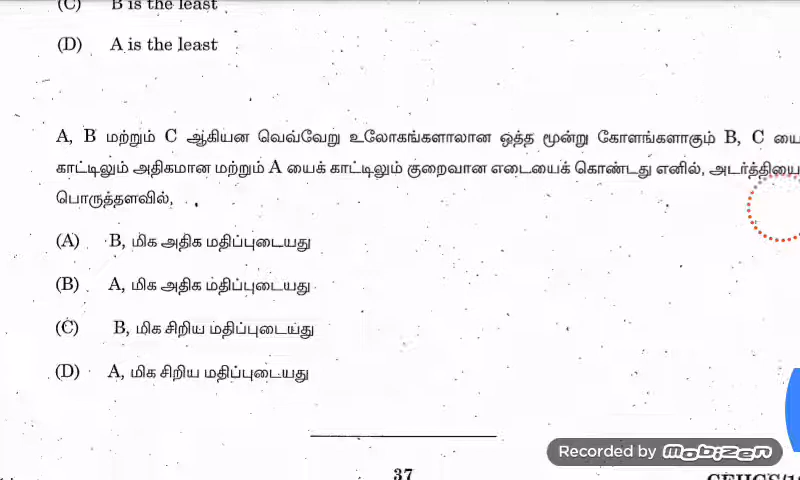 (C) B is the least
(D) A is the least
A, B மற்றும் C ஆகியன வெவ்வேறு உலோகங்களாலான ஒத்த மூன்று கோளங்களாகும் B, C யை
காட்டிலும் அதிகமான மற்றும் A யைக் காட்டிலும் குறைவான எடையைக் கொண்டது எனில், அடர்த்தியை
பொருத்தளவில்,
(A) B, மிக அதிக மதிப்புடையது
(B) A, மிக அதிக மதிப்புடையது
(C) B, மிக சிறிய மதிப்புடையது
(D) A, மிக சிறிய மதிப்புடையது
Recorded by mobizen
37